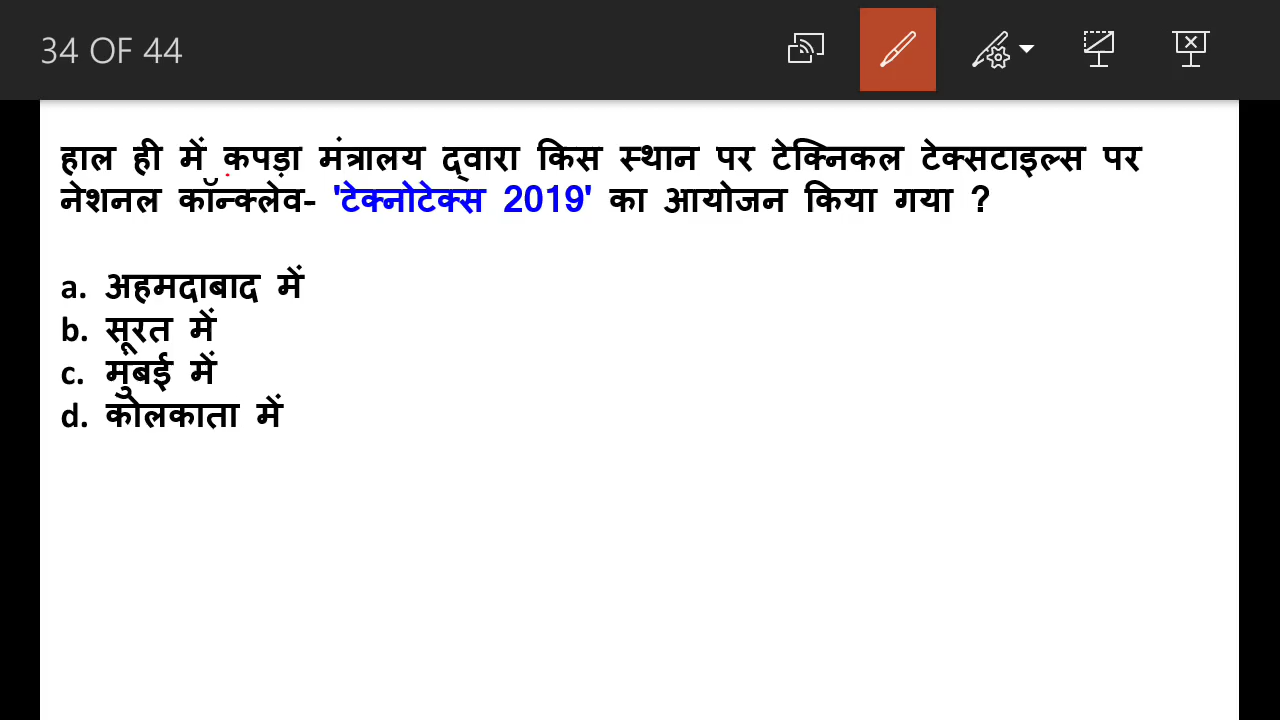 34 OF 44
हाल ही में कपड़ा मंत्रालय द्वारा किस स्थान पर टेक्निकल टेक्सटाइल्स पर
नेशनल कॉन्क्लेव- 'टेक्नोटेक्स 2019' का आयोजन किया गया ?
a. अहमदाबाद में
b. सूरत में
c. मुंबई में
d. कोलकाता में